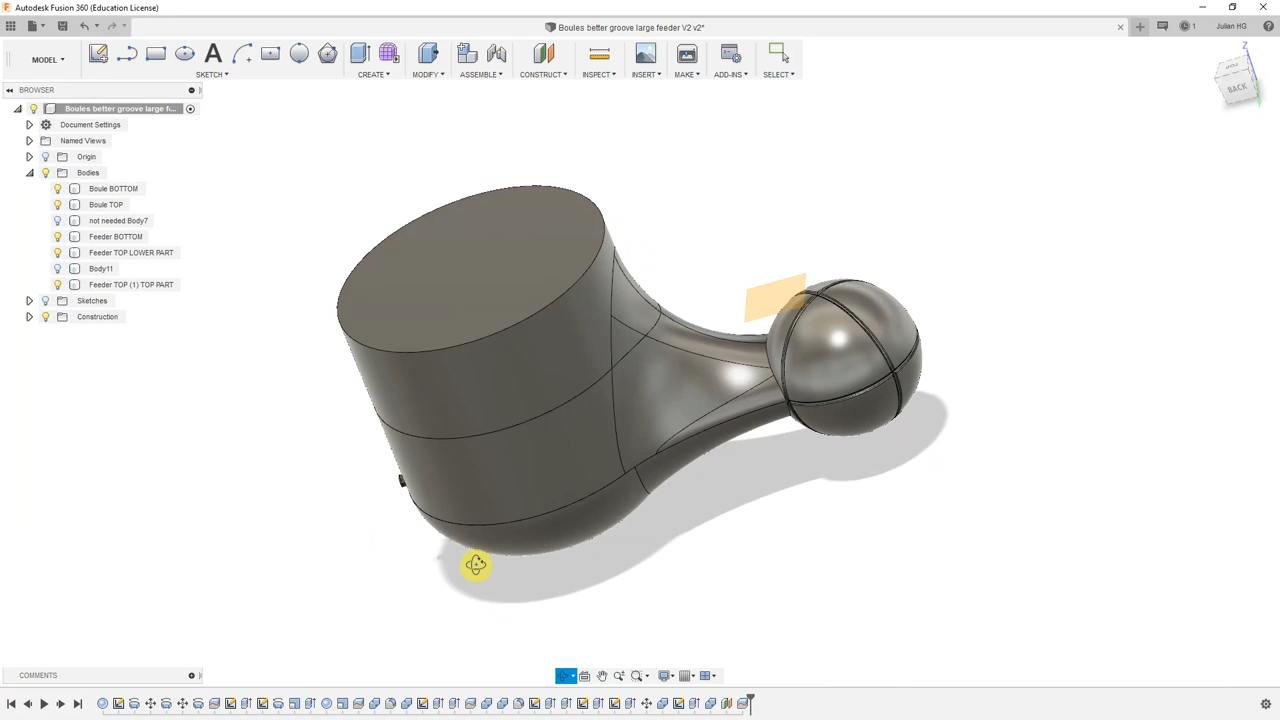 Autodesk Fusion 360 (Education License)
Boules better groove large feeder V2 v2*
Julian HG
MODEL
SKETCH
CREATE
MODIFY
ASSEMBLE
CONSTRUCT
INSPECT
INSERT
MAKE
ADD-INS
SELECT
BROWSER
Boules better groove large f...
Document Settings
Named Views
Origin
Bodies
Boule BOTTOM
Boule TOP
not needed Body7
Feeder BOTTOM
Feeder TOP LOWER PART
Body11
Feeder TOP (1) TOP PART
Sketches
Construction
Z
TOP
BACK
COMMENTS